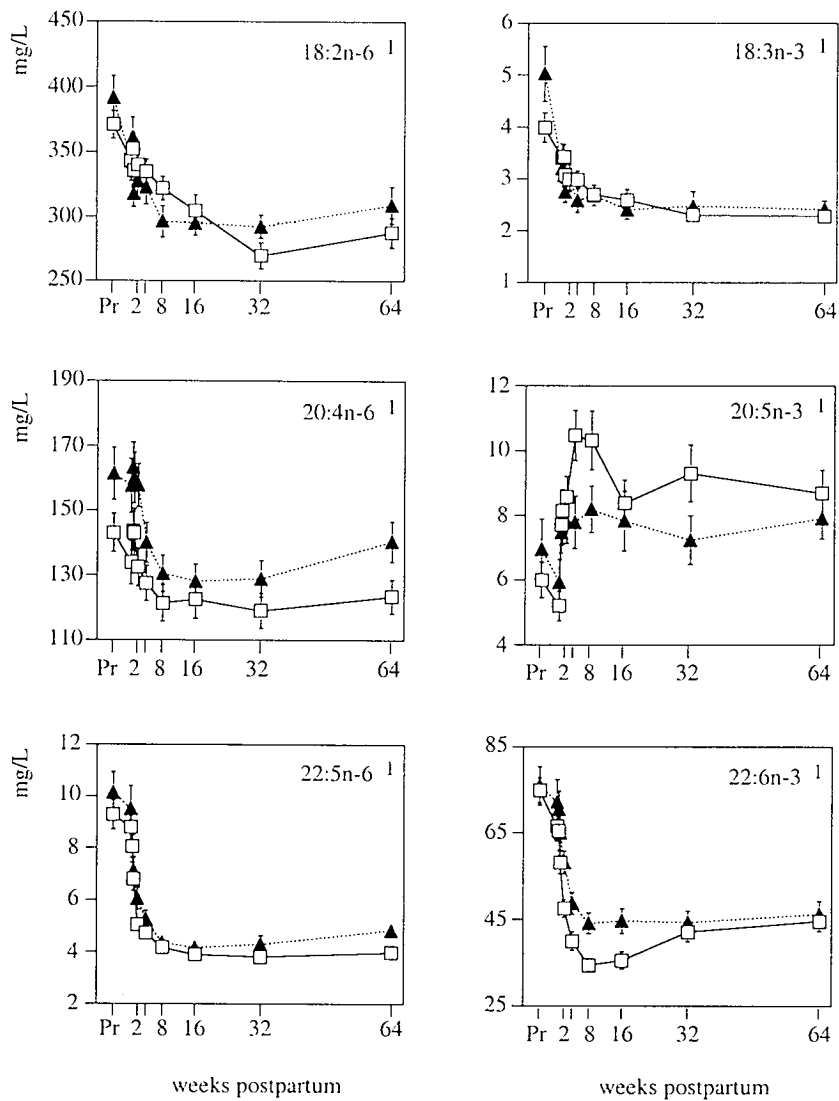 mg/L
450
400
350
300
250
18:2n-6 1
Pr 2 8 16 32 64
6
5
4
3
2
1
18:3n-3 1
Pr 2 8 16 32 64
mg/L
190
170
150
130
110
20:4n-6 1
Pr 2 8 16 32 64
12
10
8
6
4
20:5n-3 1
Pr 2 8 16 32 64
mg/L
12
10
8
6
4
2
22:5n-6 1
Pr 2 8 16 32 64
weeks postpartum
85
65
45
25
22:6n-3 1
Pr 2 8 16 32 64
weeks postpartum